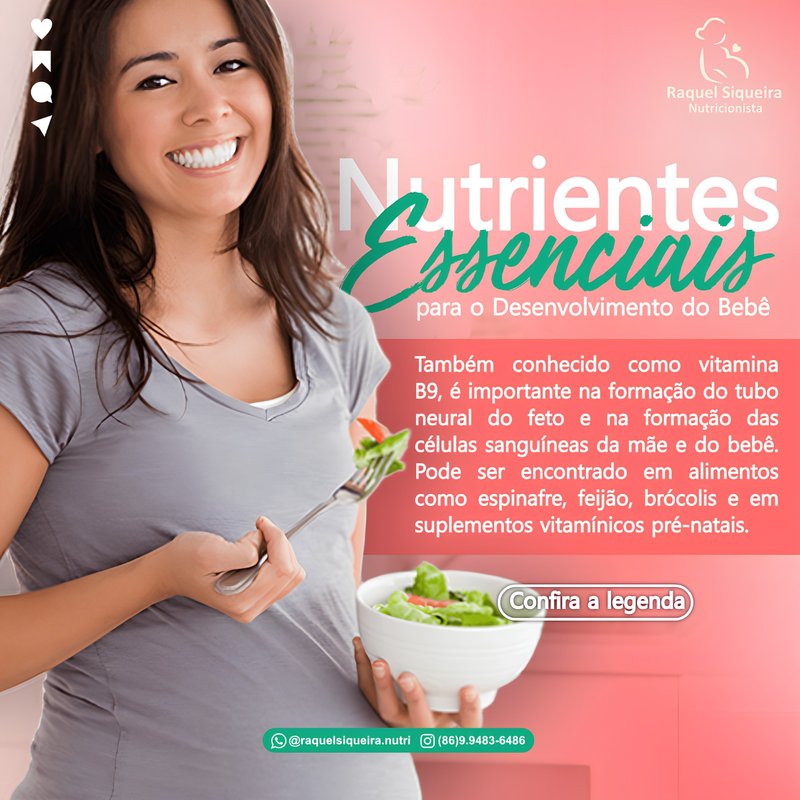 Raquel Siqueira
Nutricionista
Nutrientes
Essenciais
para o Desenvolvimento do Bebê
Também conhecido como vitamina
B9, é importante na formação do tubo
neural do feto e na formação das
células sanguíneas da mãe e do bebê.
Pode ser encontrado em alimentos
como espinafre, feijão, brócolis e em
suplementos vitamínicos pré-natais.
Confira a legenda
@raquelsiqueira.nutri (86)9.9483-6486